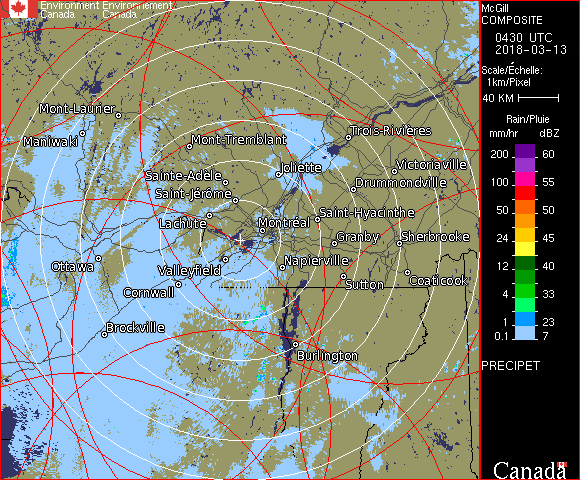 Environment Environnement
Canada Canada
McGill
COMPOSITE
0430 UTC
2018-03-13
Scale/Échelle:
1km/Pixel
40 KM
Rain/Pluie
mm/hr dBZ
200 60
100 55
50 50
24 45
12 40
4 33
1 23
0.1 7
PRECIPET
Canada
Mont-Laurier
Maniwaki
Mont-Tremblant
Trois-Rivières
Joliette
Victoriaville
Sainte-Adèle
Drummondville
Saint-Jérôme
Saint-Hyacinthe
Lachute
Montréal
Granby
Sherbrooke
Ottawa
Valleyfield
Napierville
Cornwall
Sutton
Coaticook
Brockville
Burlington